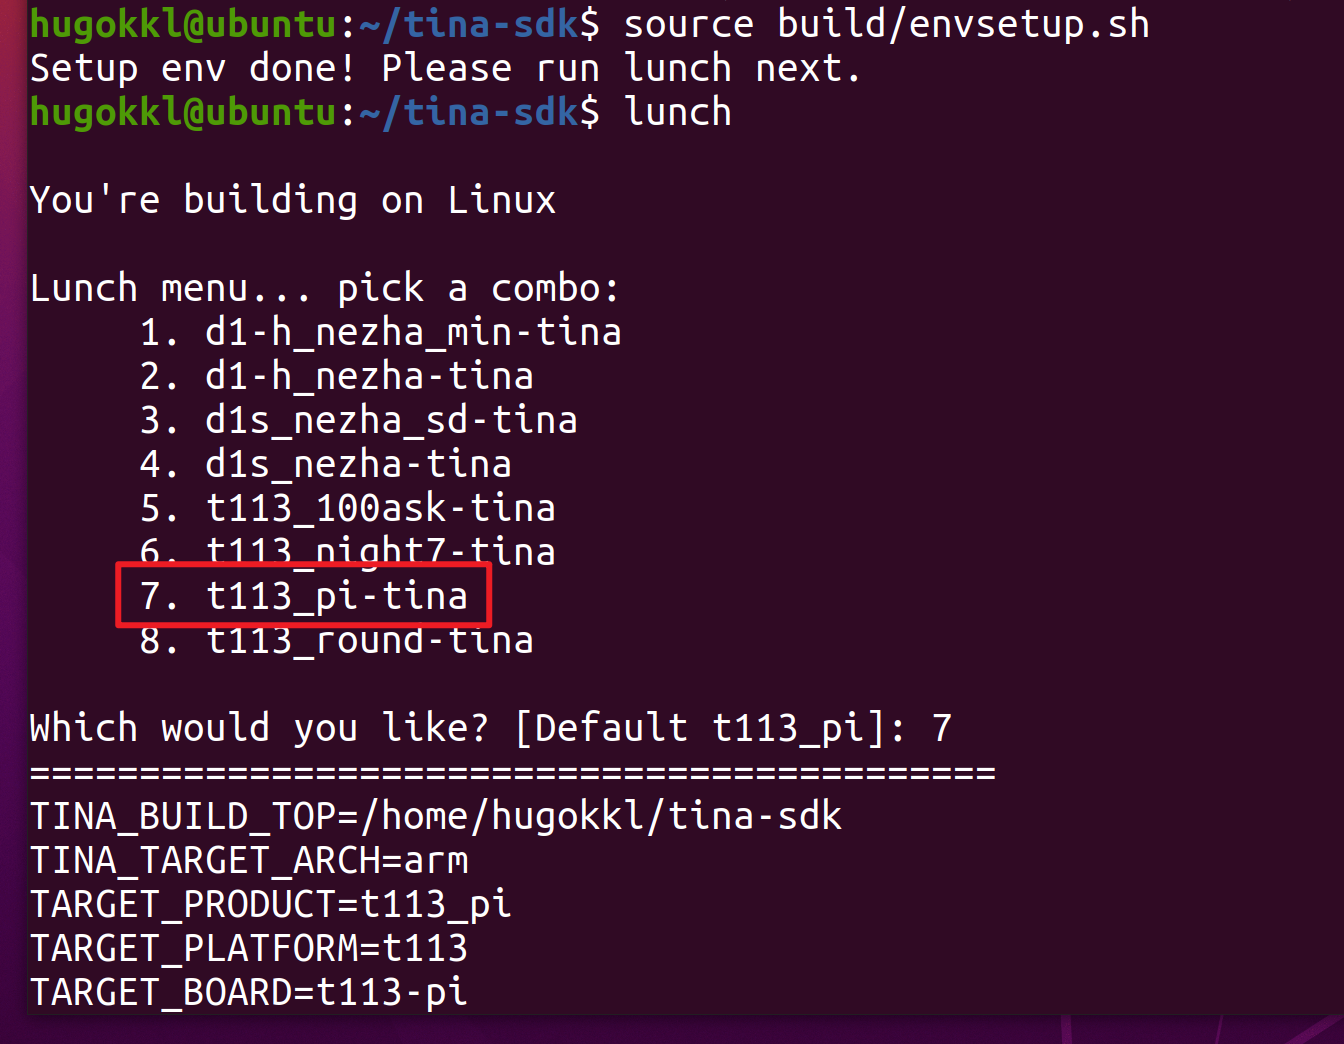 hugokkl@ubuntu:~/tina-sdk$ source build/envsetup.sh
Setup env done! Please run lunch next.
hugokkl@ubuntu:~/tina-sdk$ lunch
You're building on Linux
Lunch menu... pick a combo:
1. d1-h_nezha_min-tina
2. d1-h_nezha-tina
3. d1s_nezha_sd-tina
4. d1s_nezha-tina
5. t113_100ask-tina
6. t113_night7-tina
7. t113_pi-tina
8. t113_round-tina
Which would you like? [Default t113_pi]: 7
============================================
TINA_BUILD_TOP=/home/hugokkl/tina-sdk
TINA_TARGET_ARCH=arm
TARGET_PRODUCT=t113_pi
TARGET_PLATFORM=t113
TARGET_BOARD=t113-pi